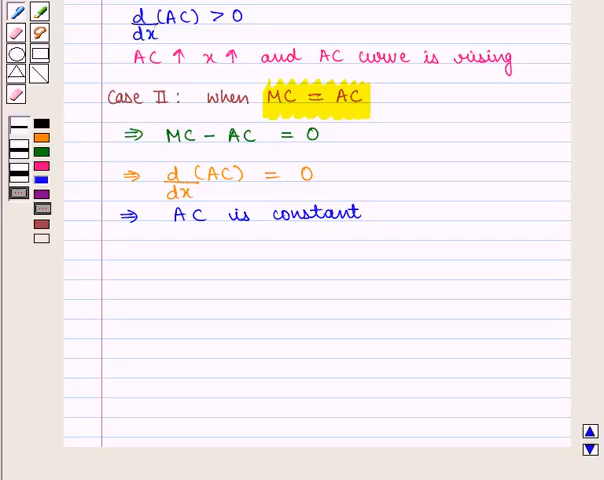 d/dx (AC) > 0
AC ↑ x ↑ and AC curve is rising
Case II : when MC = AC
⇒ MC - AC = 0
⇒ d/dx (AC) = 0
⇒ AC is constant